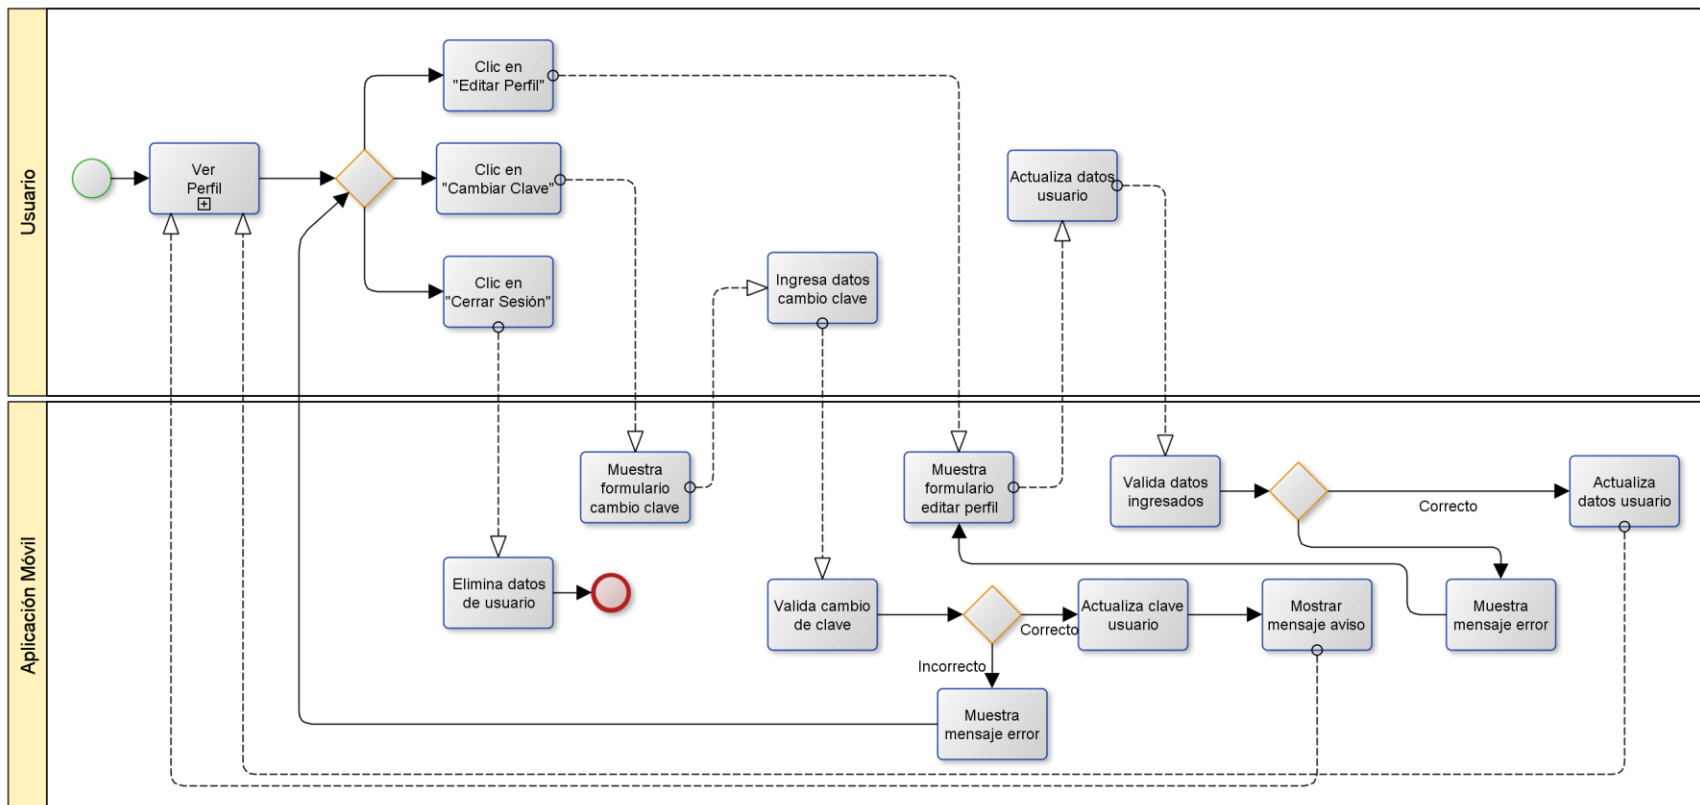 Usuario
Clic en
"Editar Perfil"
Ver
Perfil
Clic en
"Cambiar Clave"
Clic en
"Cerrar Sesión"
Ingresa datos
cambio clave
Actualiza datos
usuario
Aplicación Móvil
Muestra
formulario
cambio clave
Muestra
formulario
editar perfil
Valida datos
ingresados
Correcto
Actualiza
datos usuario
Elimina datos
de usuario
Valida cambio
de clave
Correcto
Incorrecto
Actualiza clave
usuario
Mostrar
mensaje aviso
Muestra
mensaje error
Muestra
mensaje error